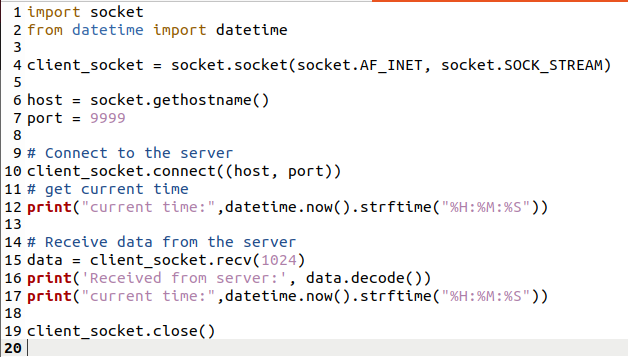 1 import socket
2 from datetime import datetime
3
4 client_socket = socket.socket(socket.AF_INET, socket.SOCK_STREAM)
5
6 host = socket.gethostname()
7 port = 9999
8
9 # Connect to the server
10 client_socket.connect((host, port))
11 # get current time
12 print("current time:",datetime.now().strftime("%H:%M:%S"))
13
14 # Receive data from the server
15 data = client_socket.recv(1024)
16 print('Received from server:', data.decode())
17 print("current time:",datetime.now().strftime("%H:%M:%S"))
18
19 client_socket.close()
20